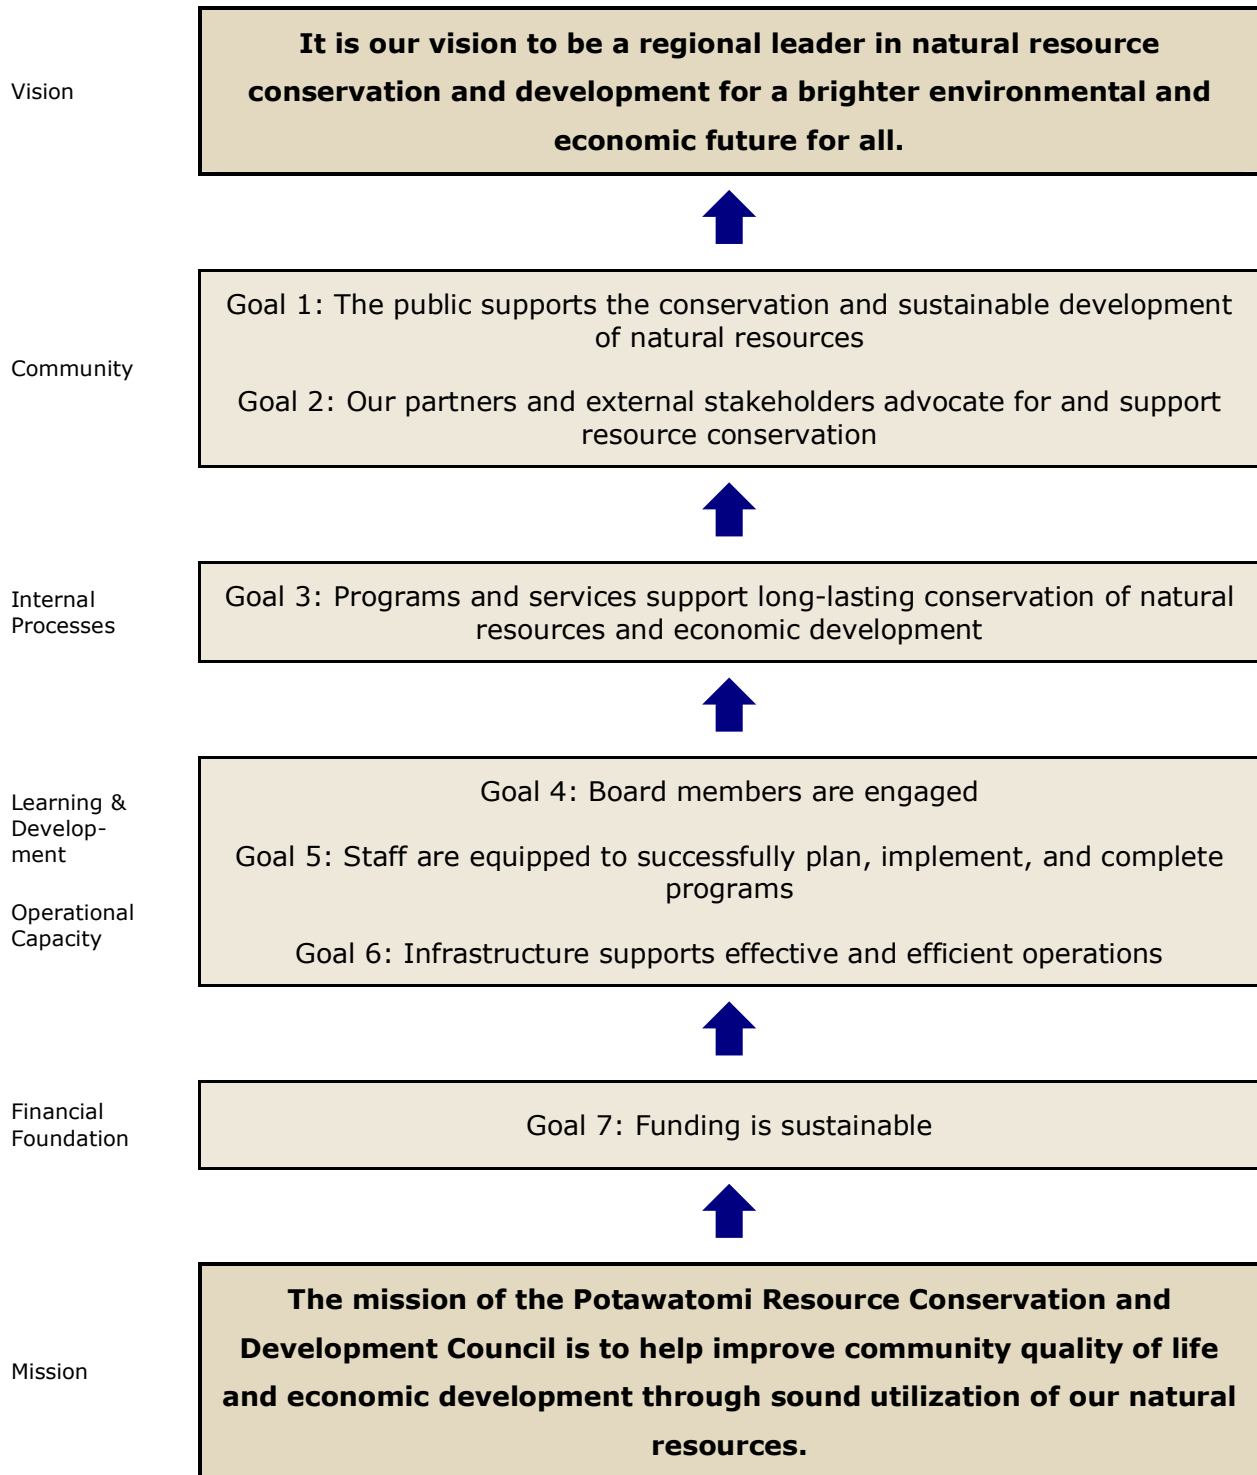 Vision
It is our vision to be a regional leader in natural resource
conservation and development for a brighter environmental and
economic future for all.
Community
Goal 1: The public supports the conservation and sustainable development
of natural resources
Goal 2: Our partners and external stakeholders advocate for and support
resource conservation
Internal
Processes
Goal 3: Programs and services support long-lasting conservation of natural
resources and economic development
Learning &
Develop-
ment
Operational
Capacity
Goal 4: Board members are engaged
Goal 5: Staff are equipped to successfully plan, implement, and complete
programs
Goal 6: Infrastructure supports effective and efficient operations
Financial
Foundation
Goal 7: Funding is sustainable
Mission
The mission of the Potawatomi Resource Conservation and
Development Council is to help improve community quality of life
and economic development through sound utilization of our natural
resources.